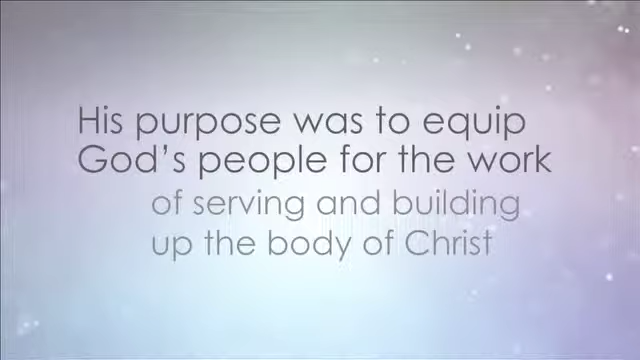 His purpose was to equip
God's people for the work
of serving and building
up the body of Christ